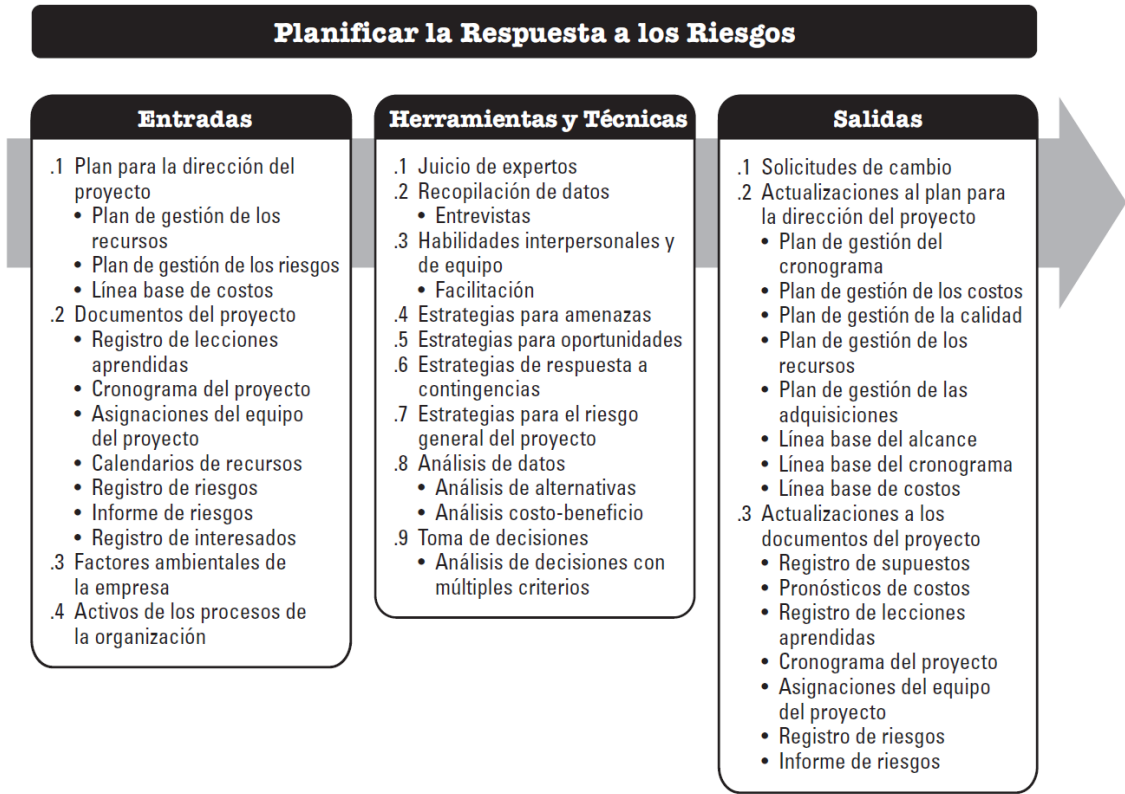 Planificar la Respuesta a los Riesgos
Entradas
.1 Plan para la dirección del
proyecto
• Plan de gestión de los
recursos
• Plan de gestión de los riesgos
• Línea base de costos
.2 Documentos del proyecto
• Registro de lecciones
aprendidas
• Cronograma del proyecto
• Asignaciones del equipo
del proyecto
• Calendarios de recursos
• Registro de riesgos
• Informe de riesgos
• Registro de interesados
.3 Factores ambientales de
la empresa
.4 Activos de los procesos de
la organización
Herramientas y Técnicas
.1 Juicio de expertos
.2 Recopilación de datos
• Entrevistas
.3 Habilidades interpersonales y
de equipo
• Facilitación
.4 Estrategias para amenazas
.5 Estrategias para oportunidades
.6 Estrategias de respuesta a
contingencias
.7 Estrategias para el riesgo
general del proyecto
.8 Análisis de datos
• Análisis de alternativas
• Análisis costo-beneficio
.9 Toma de decisiones
• Análisis de decisiones con
múltiples criterios
Salidas
.1 Solicitudes de cambio
.2 Actualizaciones al plan para
la dirección del proyecto
• Plan de gestión del
cronograma
• Plan de gestión de los costos
• Plan de gestión de la calidad
• Plan de gestión de los
recursos
• Plan de gestión de las
adquisiciones
• Línea base del alcance
• Línea base del cronograma
• Línea base de costos
.3 Actualizaciones a los
documentos del proyecto
• Registro de supuestos
• Pronósticos de costos
• Registro de lecciones
aprendidas
• Cronograma del proyecto
• Asignaciones del equipo
del proyecto
• Registro de riesgos
• Informe de riesgos